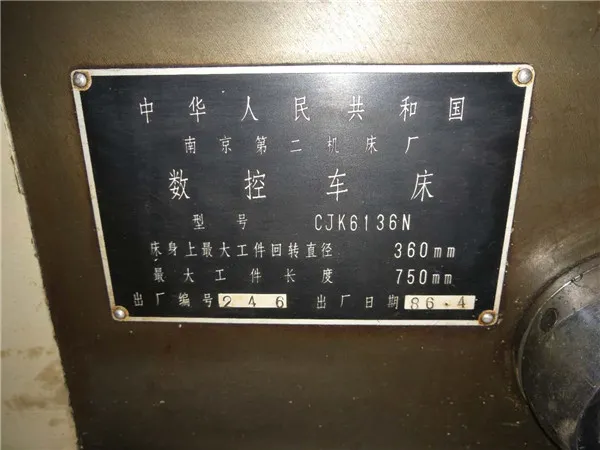 中华人民共和国
南京第二机床厂
数控车床
型号 CJK6136N
床身上最大工件回转直径 360mm
最大工件长度 750mm
出厂编号 246 出厂日期 86.4